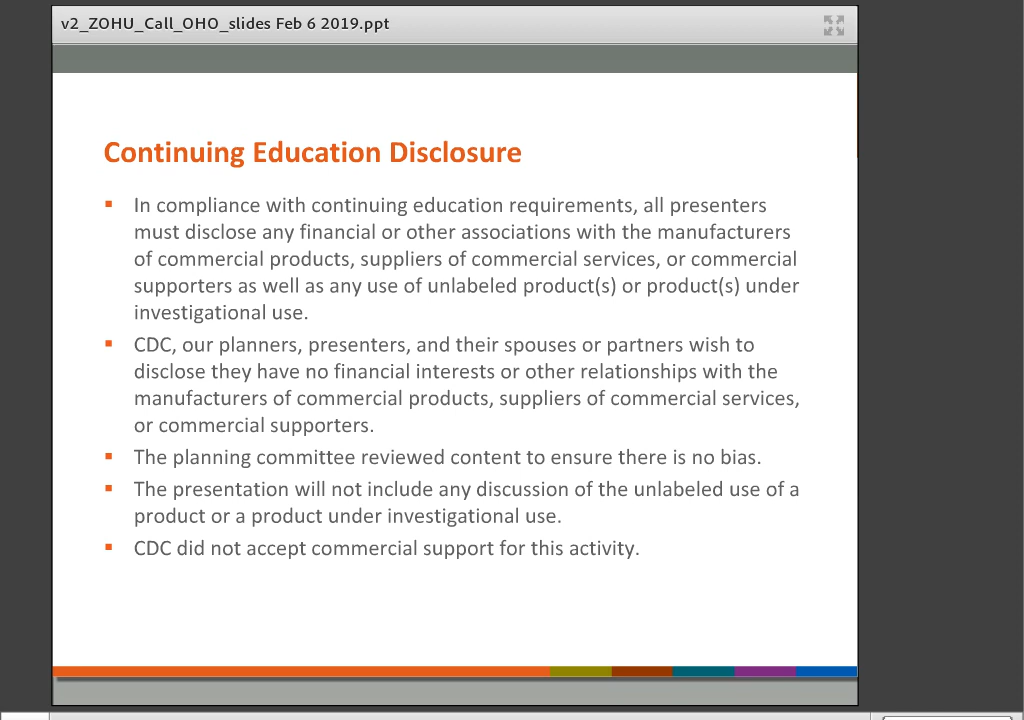 v2_ZOHU_Call_OHO_slides Feb 6 2019.ppt
Continuing Education Disclosure
In compliance with continuing education requirements, all presenters
must disclose any financial or other associations with the manufacturers
of commercial products, suppliers of commercial services, or commercial
supporters as well as any use of unlabeled product(s) or product(s) under
investigational use.
CDC, our planners, presenters, and their spouses or partners wish to
disclose they have no financial interests or other relationships with the
manufacturers of commercial products, suppliers of commercial services,
or commercial supporters.
The planning committee reviewed content to ensure there is no bias.
The presentation will not include any discussion of the unlabeled use of a
product or a product under investigational use.
CDC did not accept commercial support for this activity.